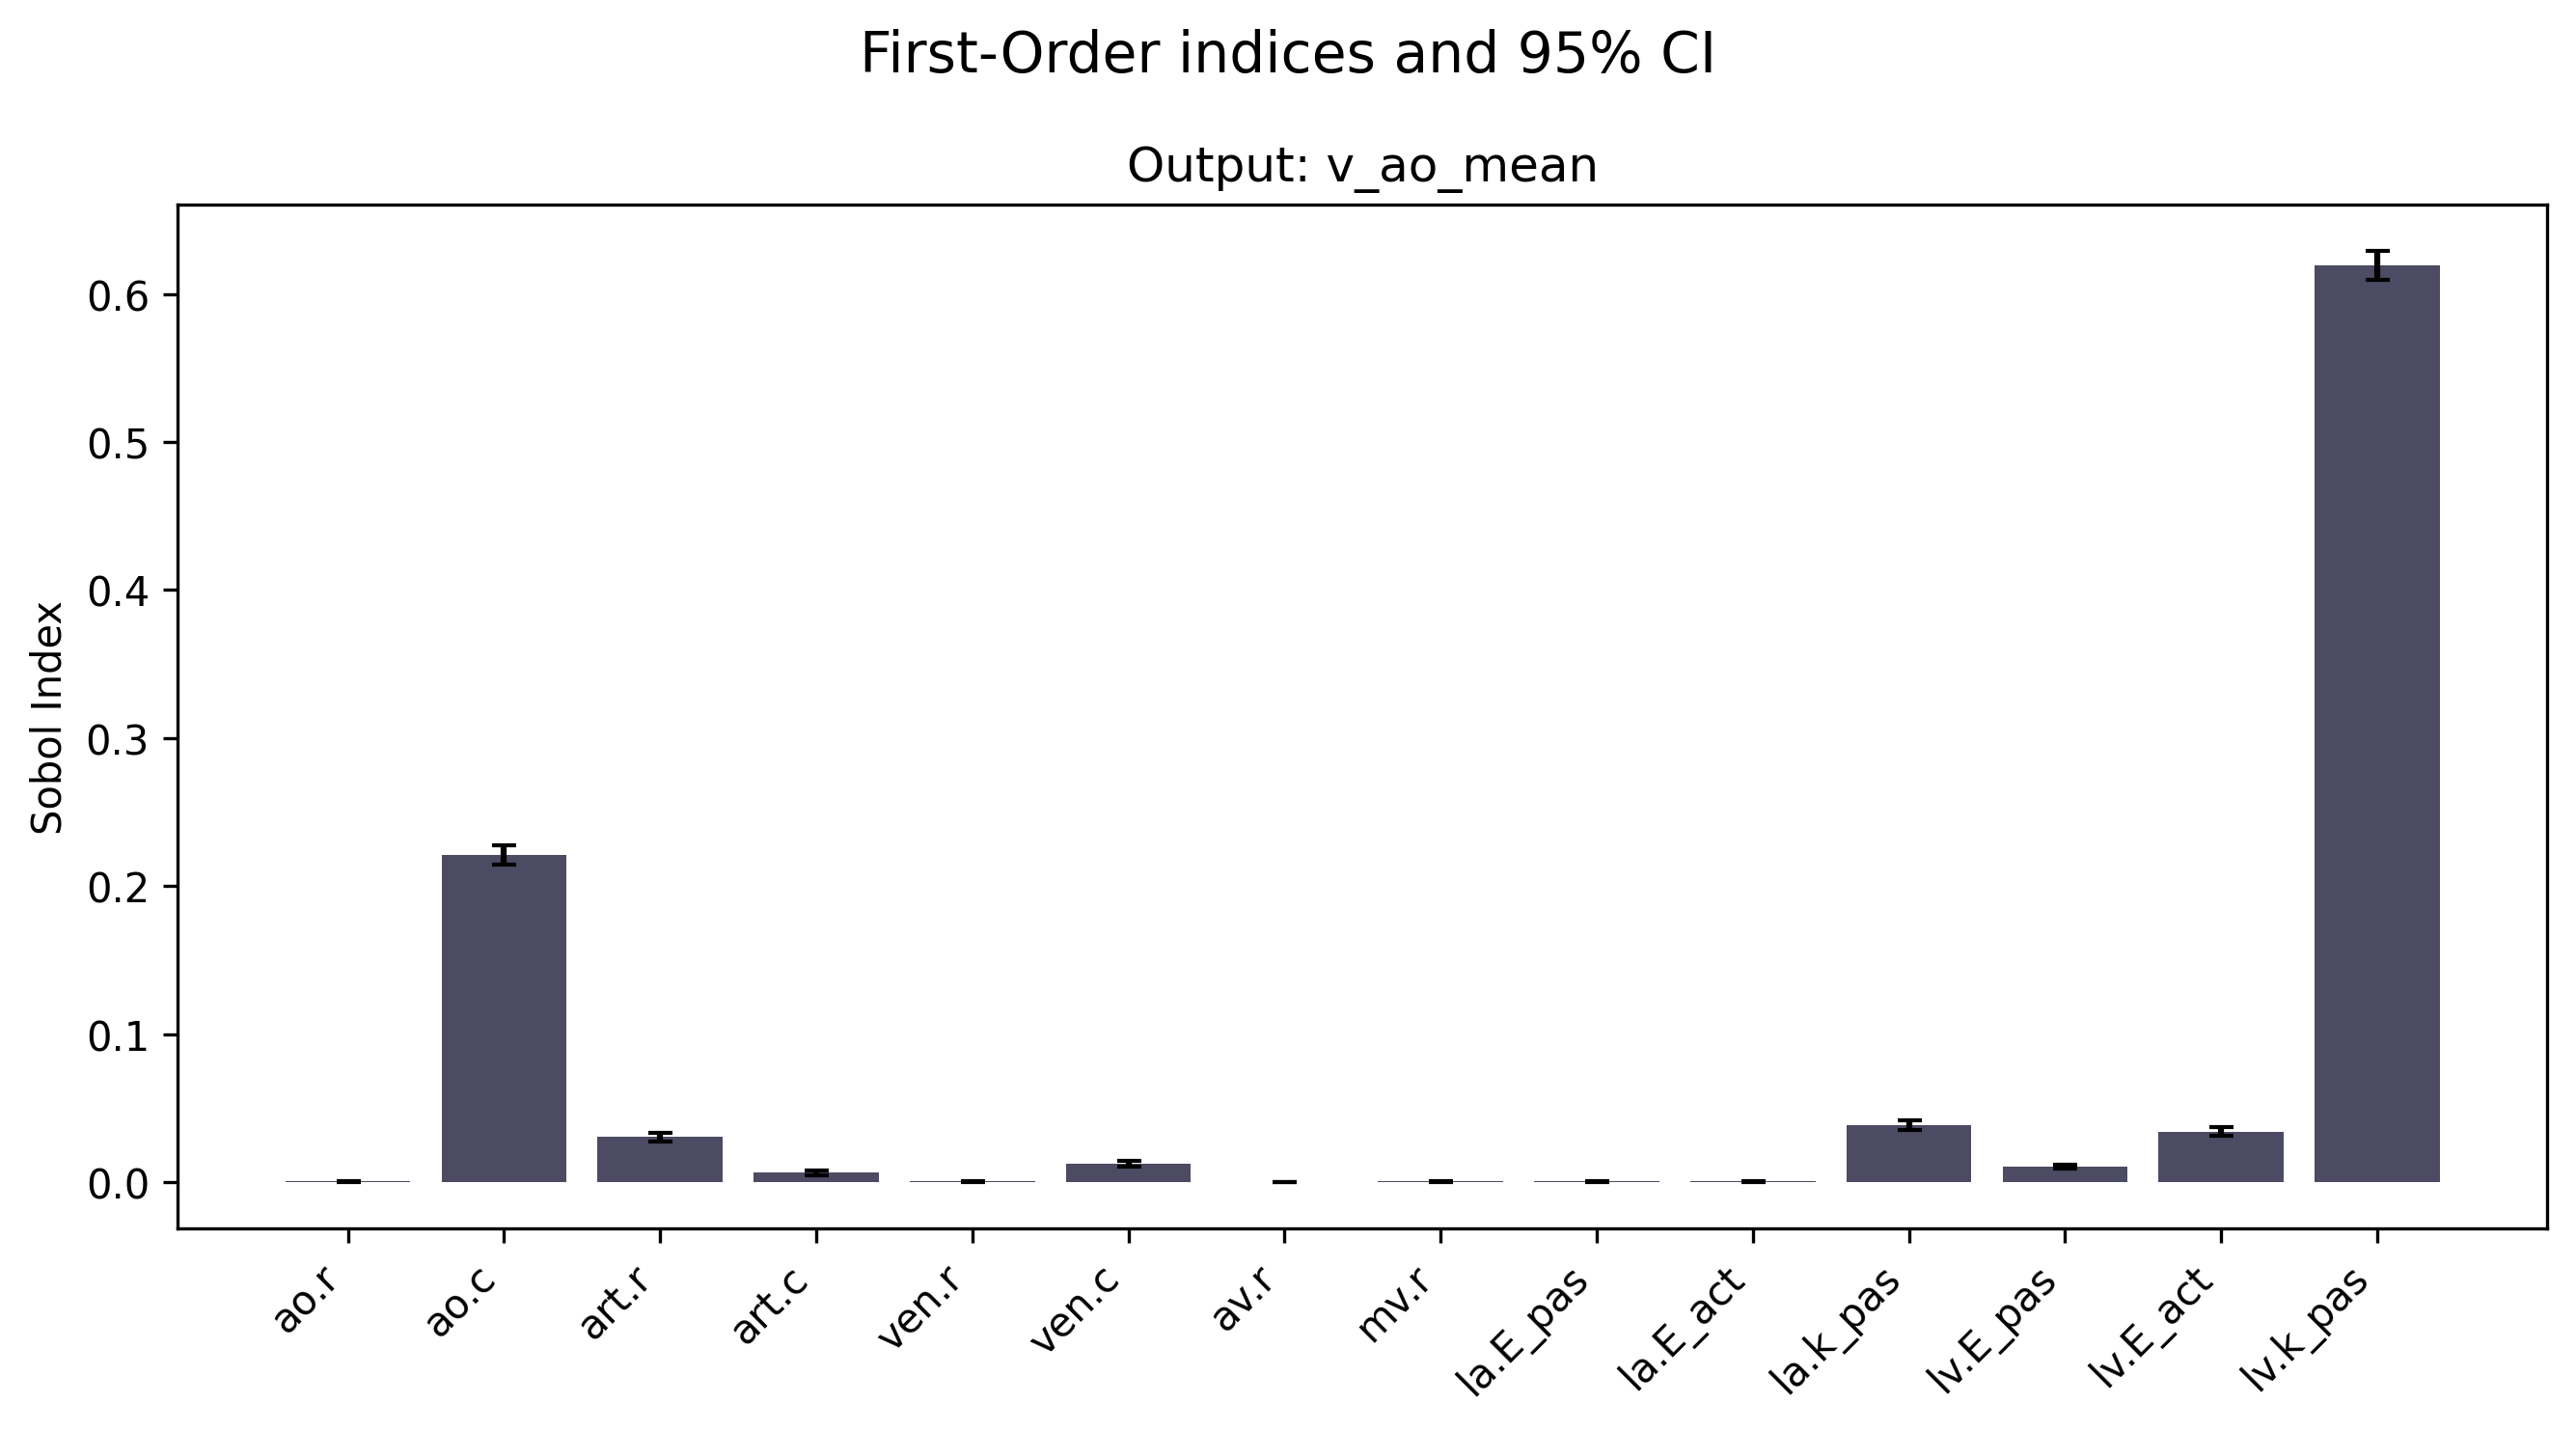 First-Order indices and 95% CI
Output: v_ao_mean
Sobol Index
0.6
0.5
0.4
0.3
0.2
0.1
0.0
ao.r
ao.c
art.r
art.c
ven.r
ven.c
av.r
mv.r
la.E_pas
la.E_act
la.k_pas
lv.E_pas
lv.E_act
lv.k_pas